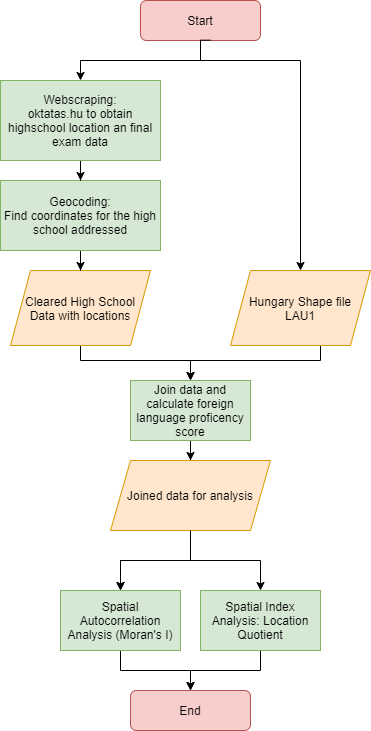 Start
Webscraping:
oktatas.hu to obtain
highschool location an final
exam data
Geocoding:
Find coordinates for the high
school addressed
Cleared High School
Data with locations
Hungary Shape file
LAU1
Join data and
calculate foreign
language proficency
score
Joined data for analysis
Spatial
Autocorrelation
Analysis (Moran's I)
Spatial Index
Analysis: Location
Quotient
End